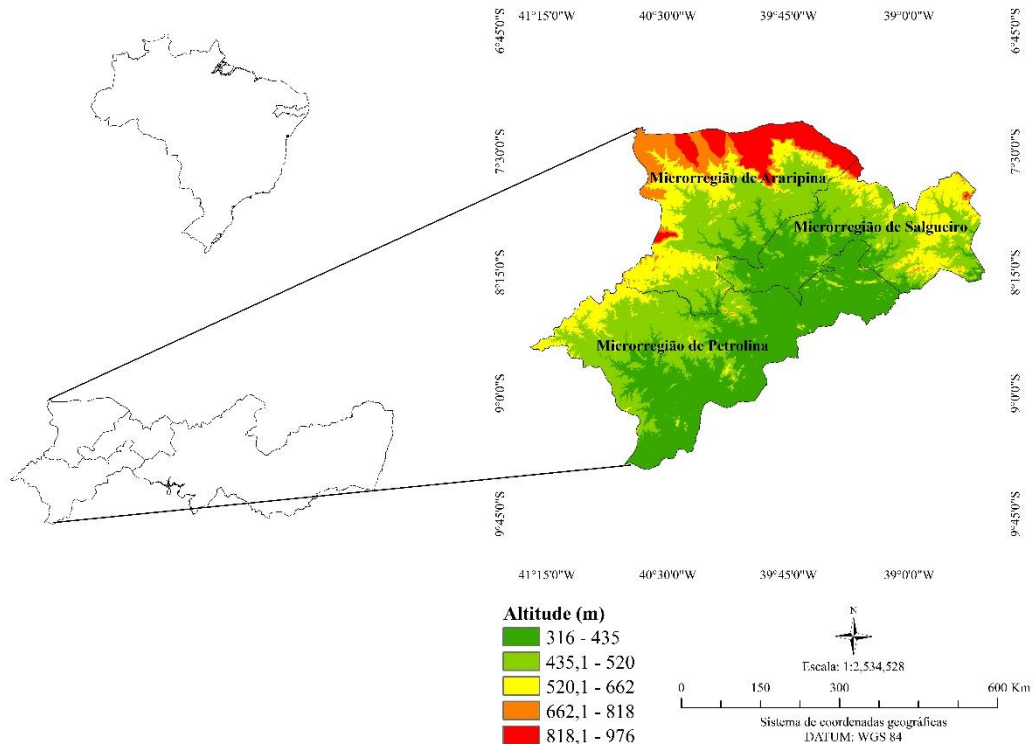 41°15'0"W 40°30'0"W 39°45'0"W 39°0'0"W
6°45'0"S 6°45'0"S
7°30'0"S 7°30'0"S
Microrregião de Araripina
Microrregião de Salgueiro
8°15'0"S 8°15'0"S
Microrregião de Petrolina
9°0'0"S 9°0'0"S
9°45'0"S 9°45'0"S
41°15'0"W 40°30'0"W 39°45'0"W 39°0'0"W
Altitude (m)
316 - 435
435,1 - 520
520,1 - 662
662,1 - 818
818,1 - 976
N
Escala: 1:2,534,528
0 150 300 600 Km
Sistema de coordenadas geográficas
DATUM: WGS 84